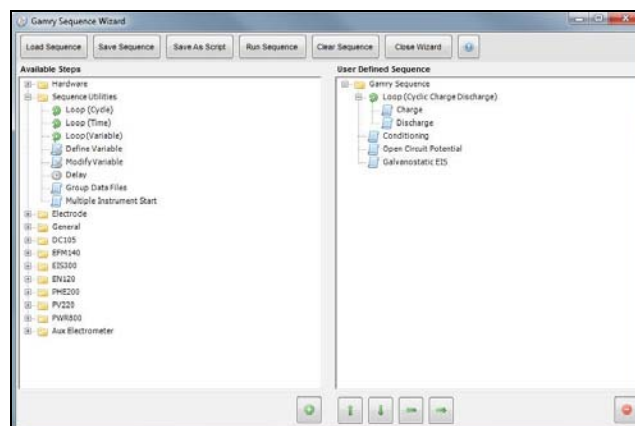 Gamry Sequence Wizard
Load Sequence
Save Sequence
Save As Script
Run Sequence
Clear Sequence
Close Wizard
Available Steps
Hardware
Sequence Utilities
Loop (Cycle)
Loop (Time)
Loop(Variable)
Define Variable
Modify Variable
Delay
Group Data Files
Multiple Instrument Start
Electrode
General
DC105
EFM140
EIS300
EN120
PHE200
PV220
PWR800
Aux Electrometer
User Defined Sequence
Gamry Sequence
Loop (Cyclic Charge Discharge)
Charge
Discharge
Conditioning
Open Circuit Potential
Galvanostatic EIS